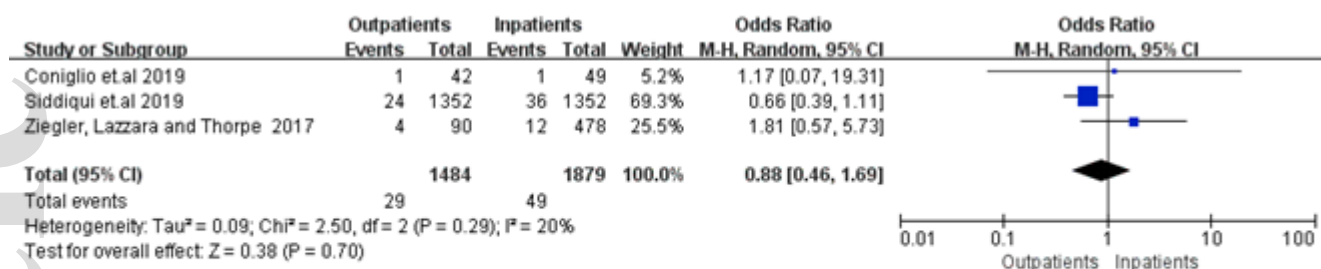 Outpatients Inpatients Odds Ratio Odds Ratio
Study or Subgroup Events Total Events Total Weight M-H, Random, 95% CI M-H, Random, 95% CI
Coniglio et.al 2019 1 42 1 49 5.2% 1.17 [0.07, 19.31]
Siddiqui et.al 2019 24 1352 36 1352 69.3% 0.66 [0.39, 1.11]
Ziegler, Lazzara and Thorpe 2017 4 90 12 478 25.5% 1.81 [0.57, 5.73]
Total (95% CI) 1484 1879 100.0% 0.88 [0.46, 1.69]
Total events 29 49
Heterogeneity: Tau² = 0.09; Chi² = 2.50, df = 2 (P = 0.29); I² = 20%
Test for overall effect: Z = 0.38 (P = 0.70)
0.01 0.1 1 10 100
Outpatients Inpatients